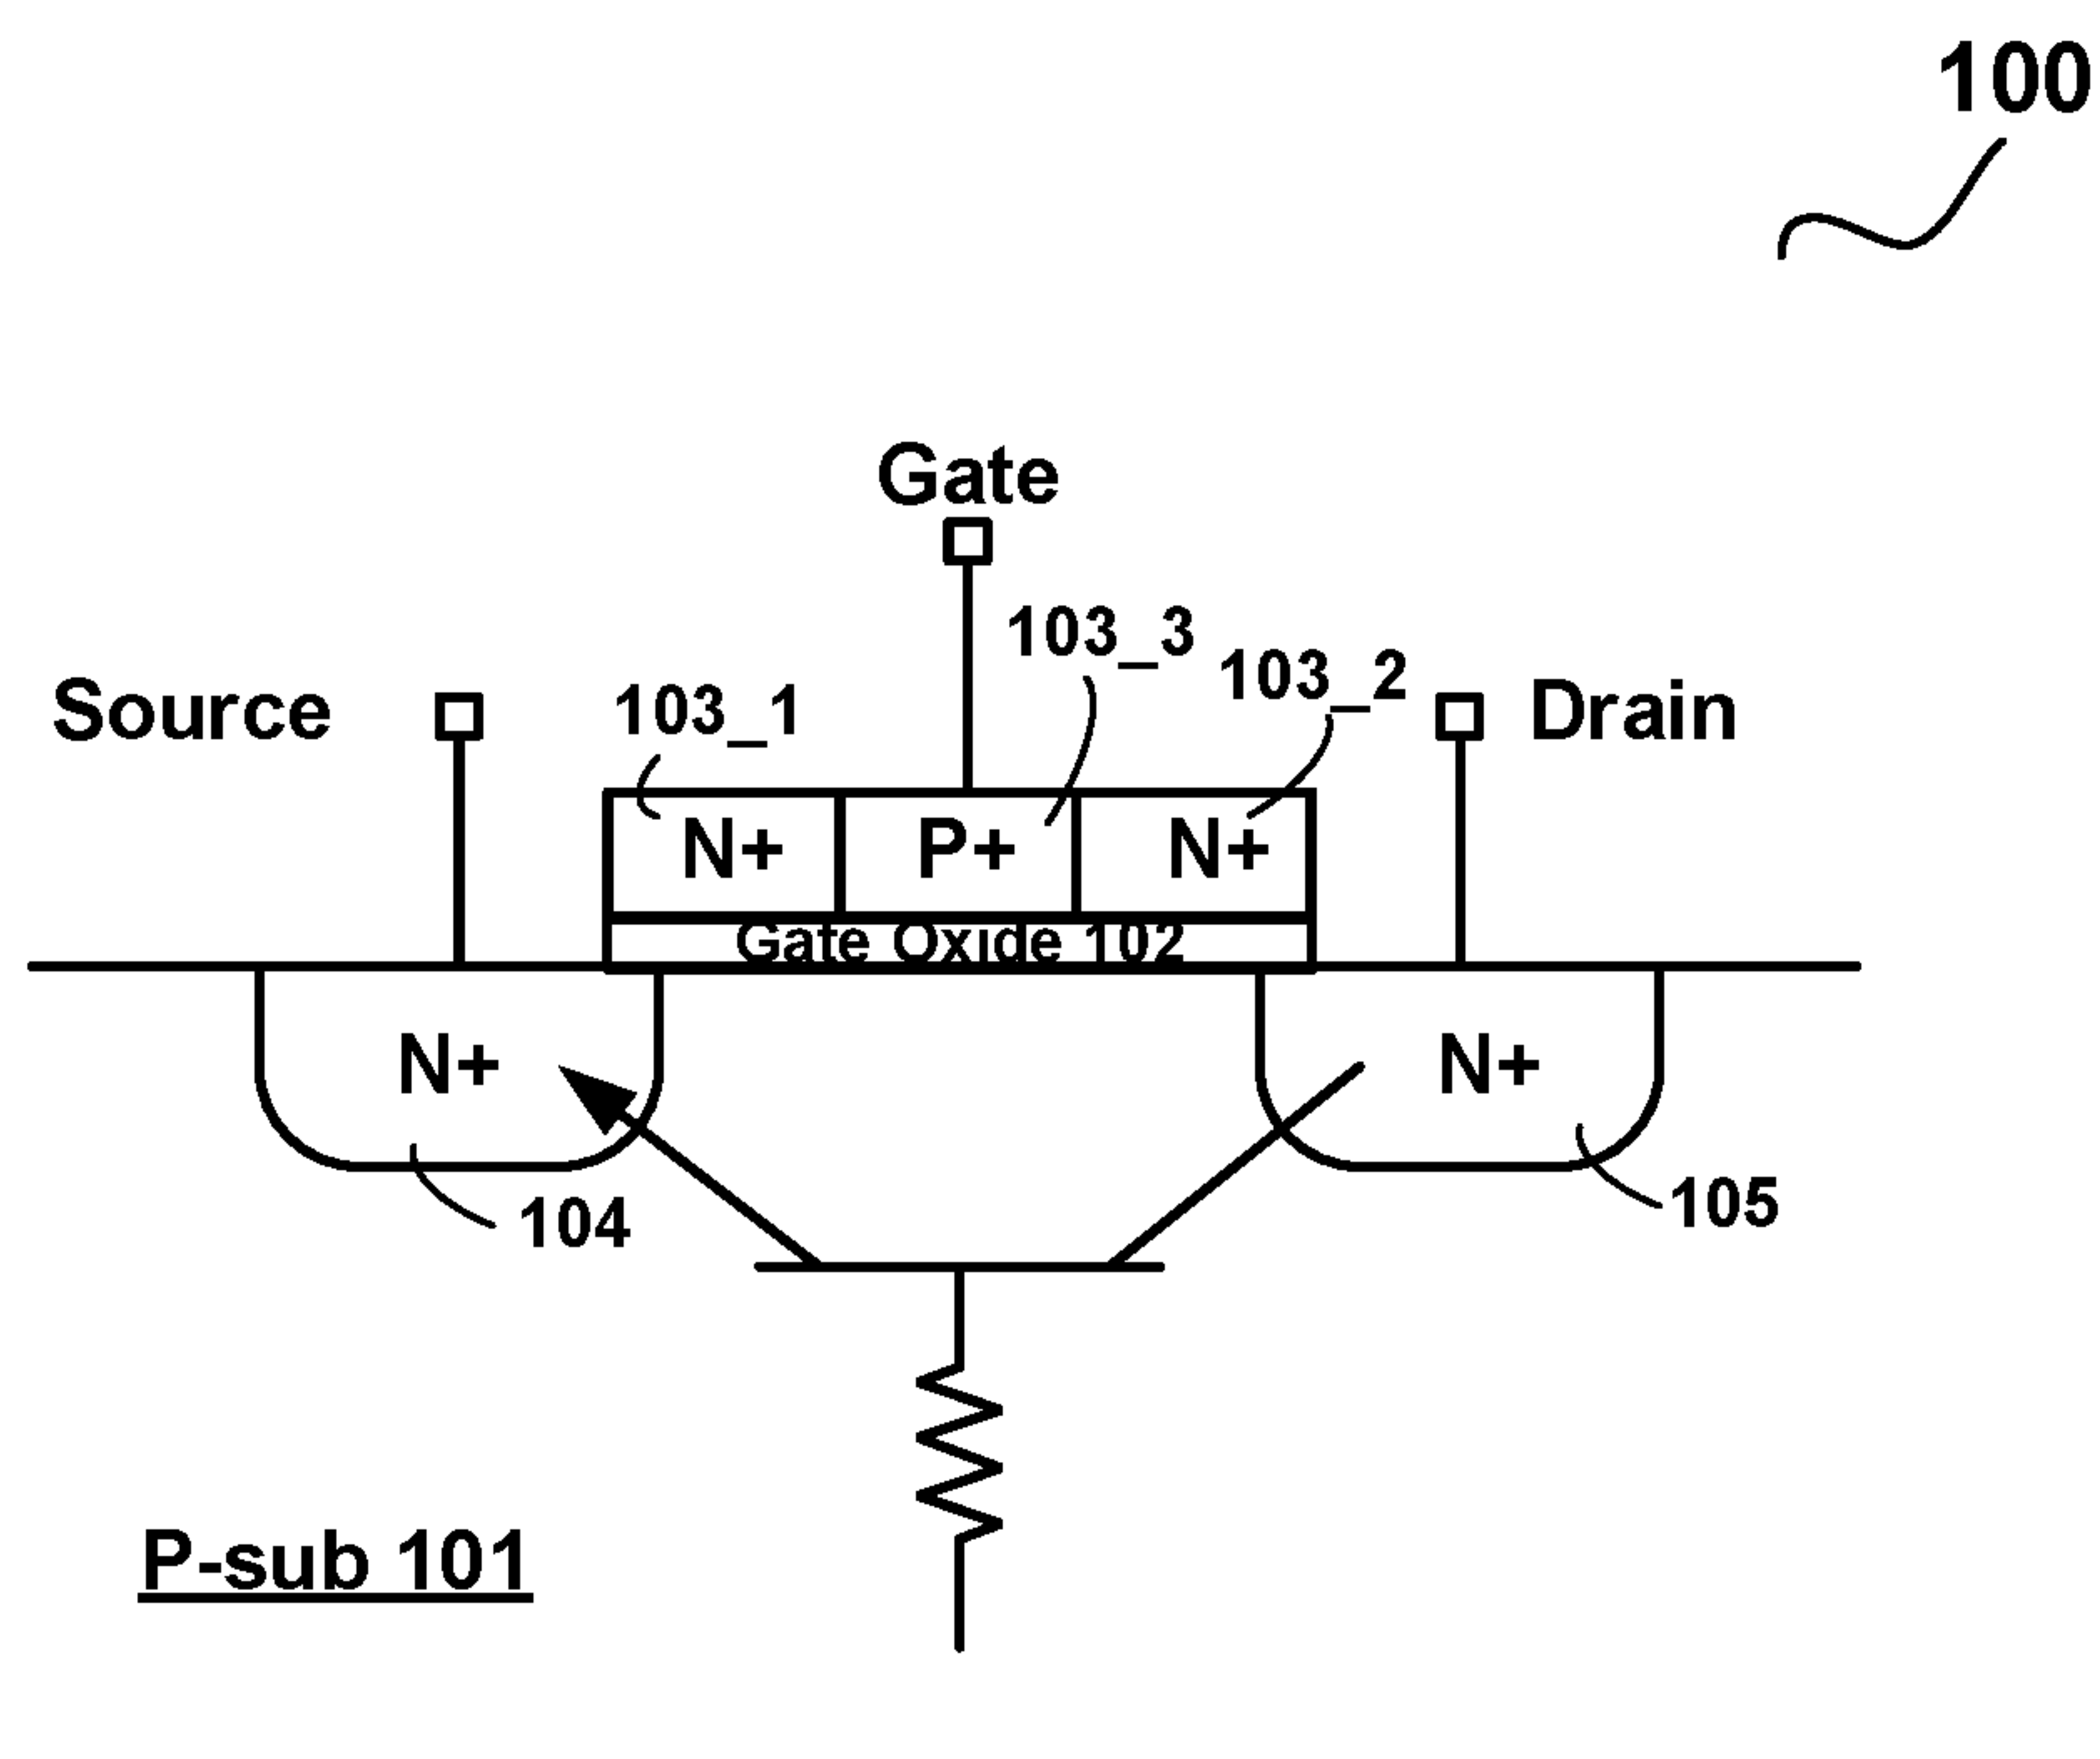 100
Gate
103_3
103_2
Source
103_1
Drain
N+ P+ N+
Gate Oxide 102
N+ N+
104
105
P-sub 101